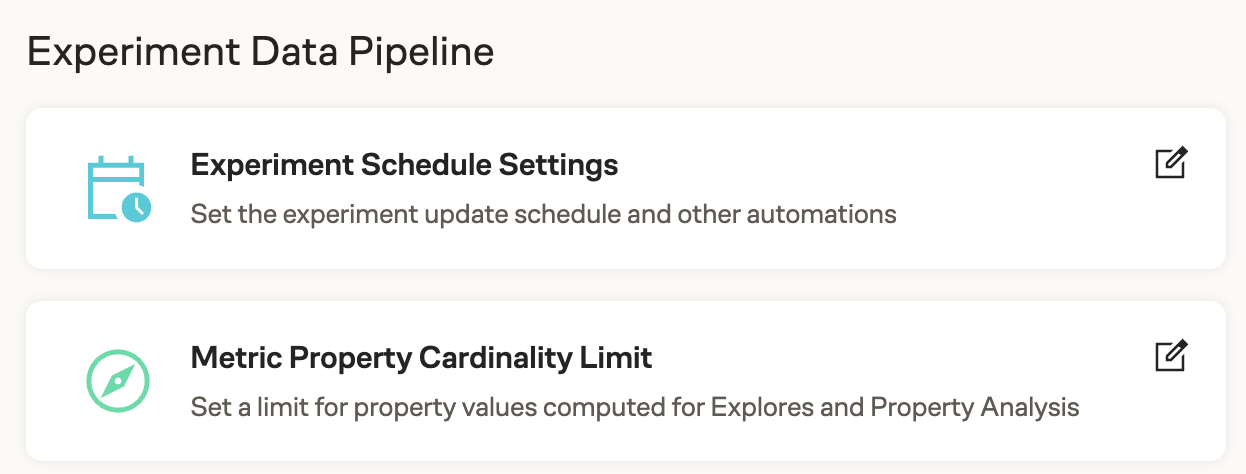 Experiment Data Pipeline
Experiment Schedule Settings
Set the experiment update schedule and other automations
Metric Property Cardinality Limit
Set a limit for property values computed for Explores and Property Analysis